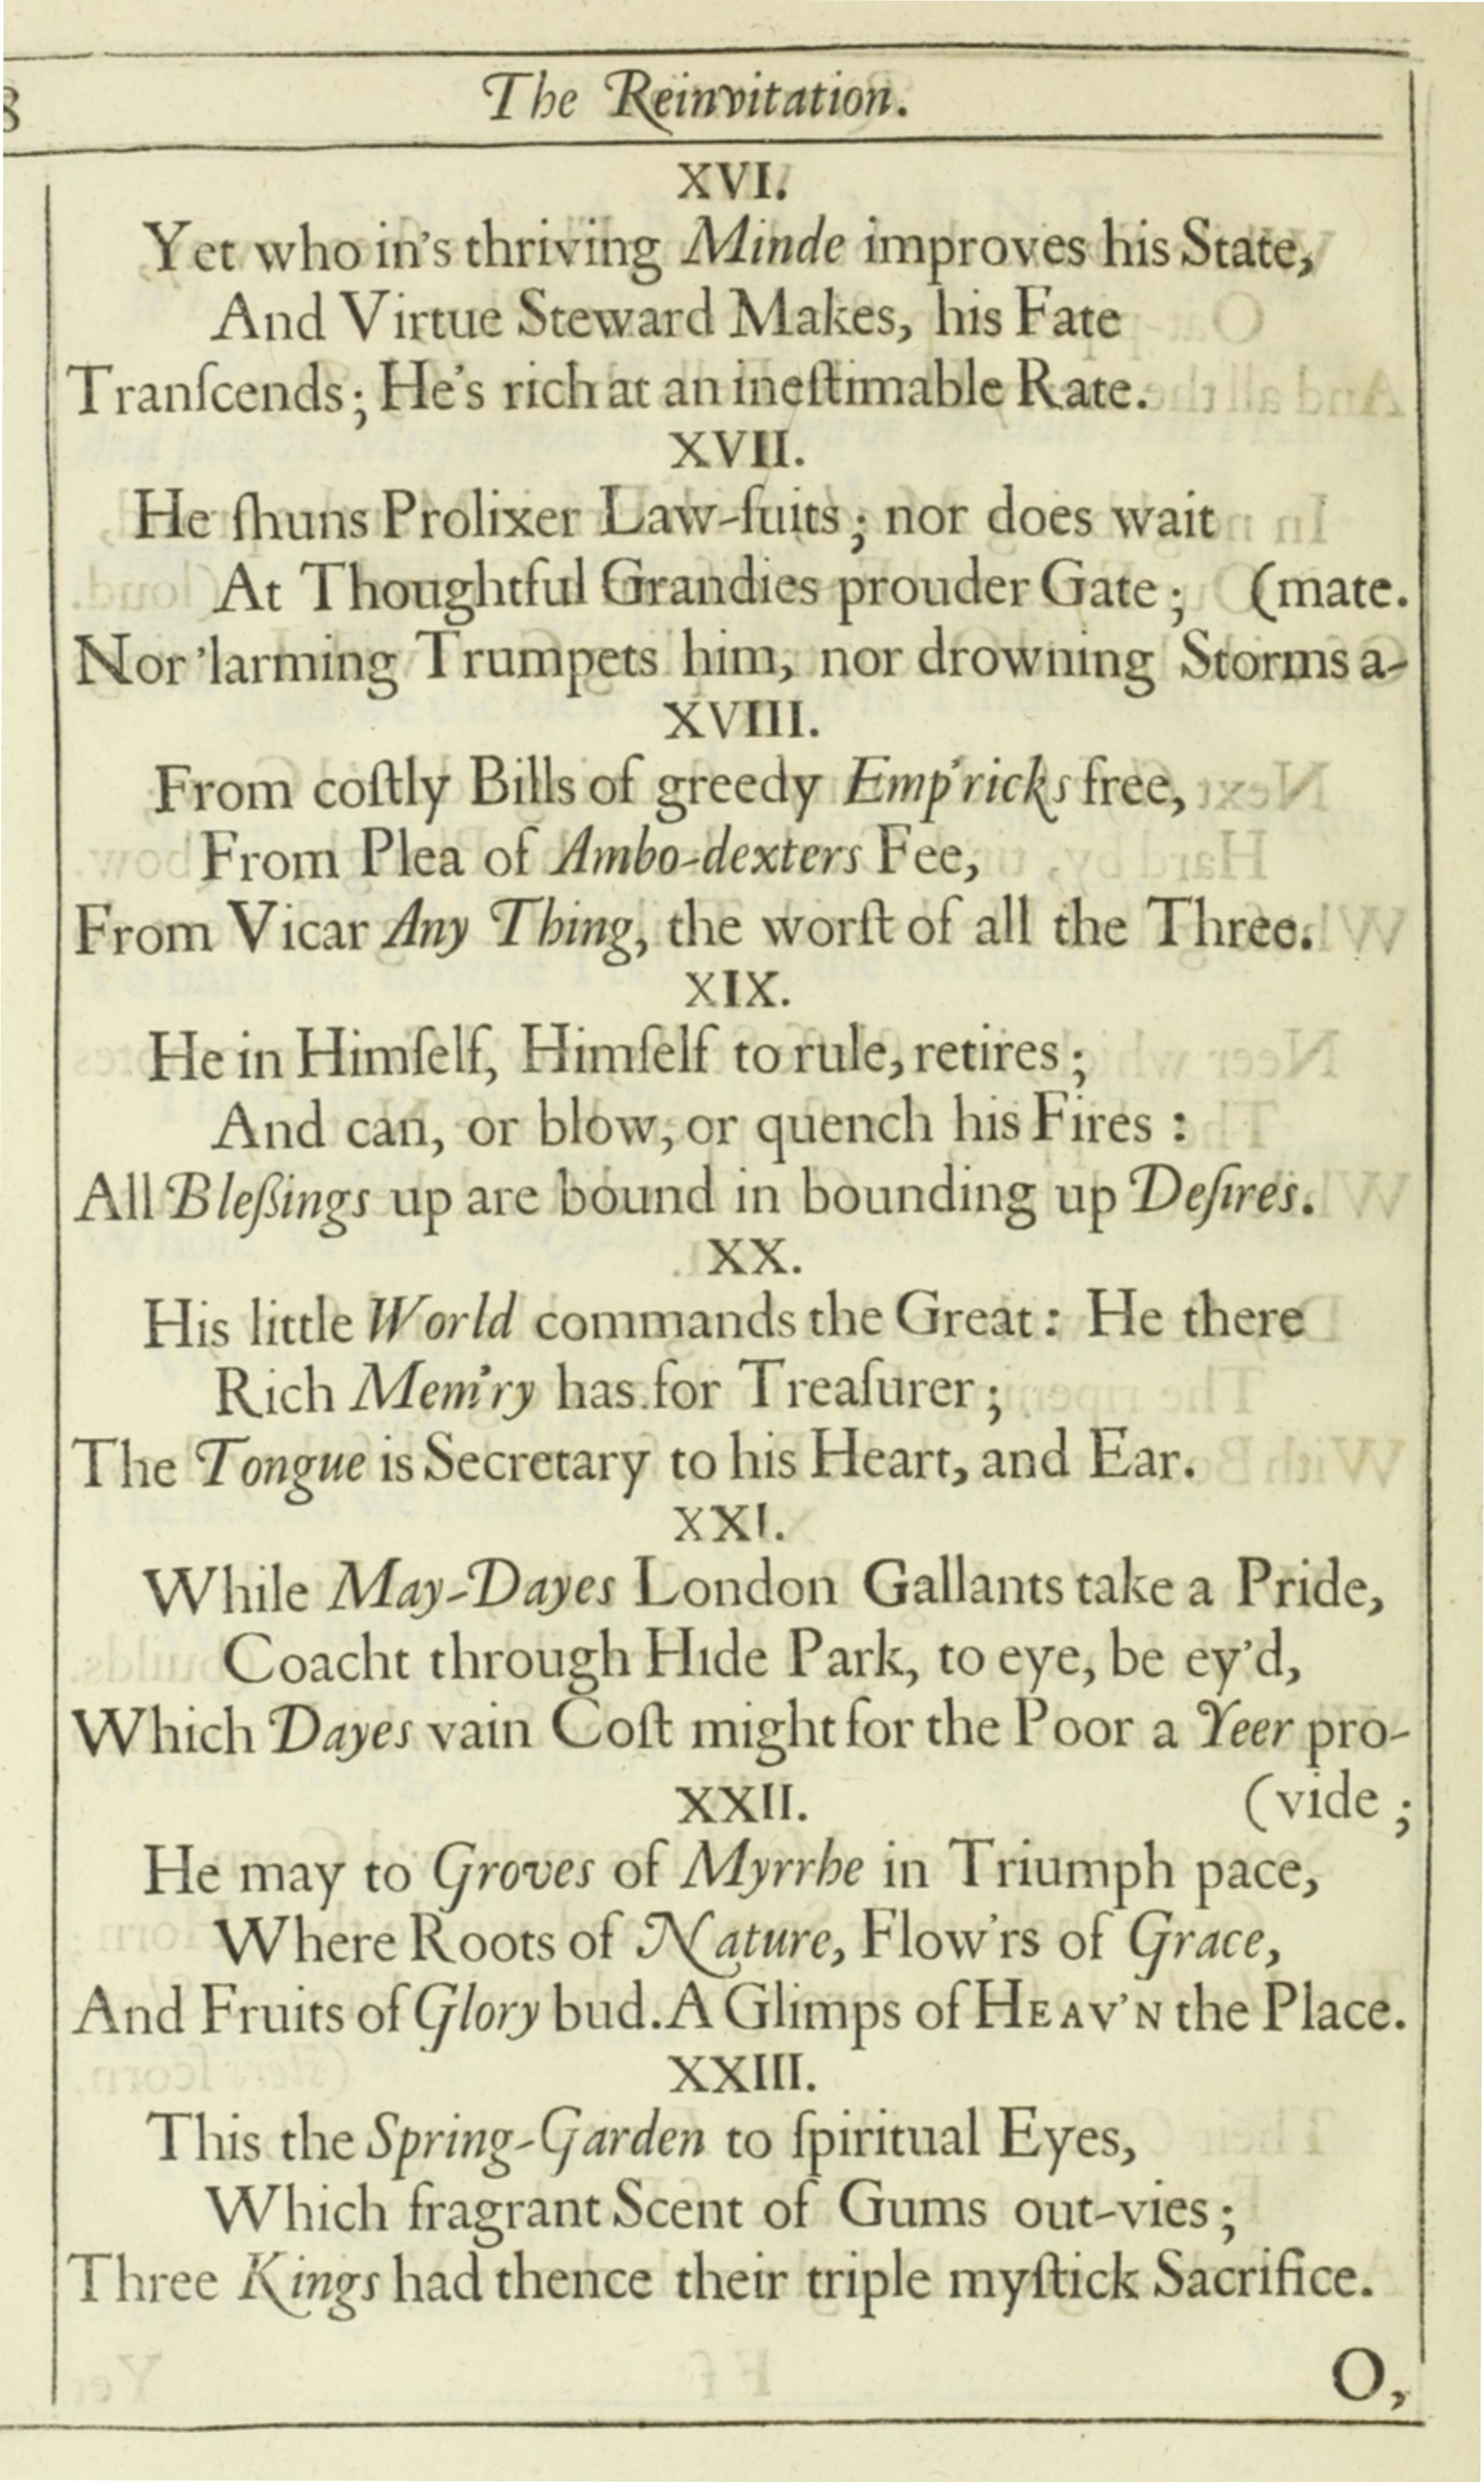 8
The Reinvitation.
XVI.
Yet who in's thriving Minde improves his State,
And Virtue Steward Makes, his Fate
Tranſcends; He's rich at an ineſtimable Rate.
XVII.
He ſhuns Prolixer Law-ſuits; nor does wait
At Thoughtful Grandies prouder Gate; (mate.
Nor 'larming Trumpets him, nor drowning Storms a-
XVIII.
From coſtly Bills of greedy Emp'ricks free,
From Plea of Ambo-dexters Fee,
From Vicar Any Thing, the worſt of all the Three.
XIX.
He in Himſelf, Himſelf to rule, retires;
And can, or blow, or quench his Fires:
All Bleßings up are bound in bounding up Deſires.
XX.
His little World commands the Great: He there
Rich Mem'ry has for Treaſurer;
The Tongue is Secretary to his Heart, and Ear.
XXI.
While May-Dayes London Gallants take a Pride,
Coacht through Hide Park, to eye, be ey'd,
Which Dayes vain Coſt might for the Poor a Yeer pro-
XXII. (vide;
He may to Groves of Myrrhe in Triumph pace,
Where Roots of Nature, Flow'rs of Grace,
And Fruits of Glory bud. A Glimps of HEAV'N the Place.
XXIII.
This the Spring-Garden to ſpiritual Eyes,
Which fragrant Scent of Gums out-vies;
Three Kings had thence their triple myſtick Sacrifice.
O,